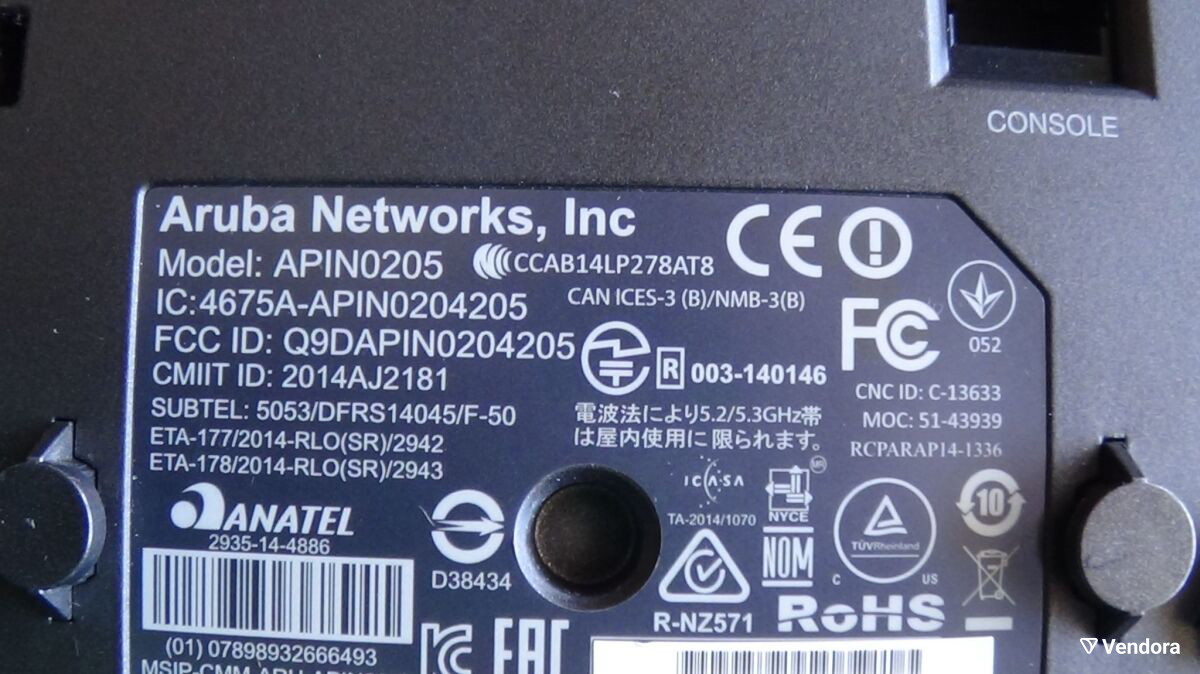 CONSOLE
Aruba Networks, Inc
Model: APIN0205
CCAB14LP278AT8
CE
IC:4675A-APIN0204205
CAN ICES-3 (B)/NMB-3(B)
FCC ID: Q9DAPIN0204205
FC
052
CMIIT ID: 2014AJ2181
R 003-140146
CNC ID: C-13633
SUBTEL: 5053/DFRS14045/F-50
電波法により5.2/5.3GHz帯
は屋内使用に限られます。
MOC: 51-43939
ETA-177/2014-RLO(SR)/2942
RCPARAP14-1336
ETA-178/2014-RLO(SR)/2943
ICASA
TA-2014/1070
NYCE
10
ANATEL
2935-14-4886
D38434
NOM
TÜVRheinland
C US
R-NZ571
RoHS
(01) 07898932666493
EAC
Vendora